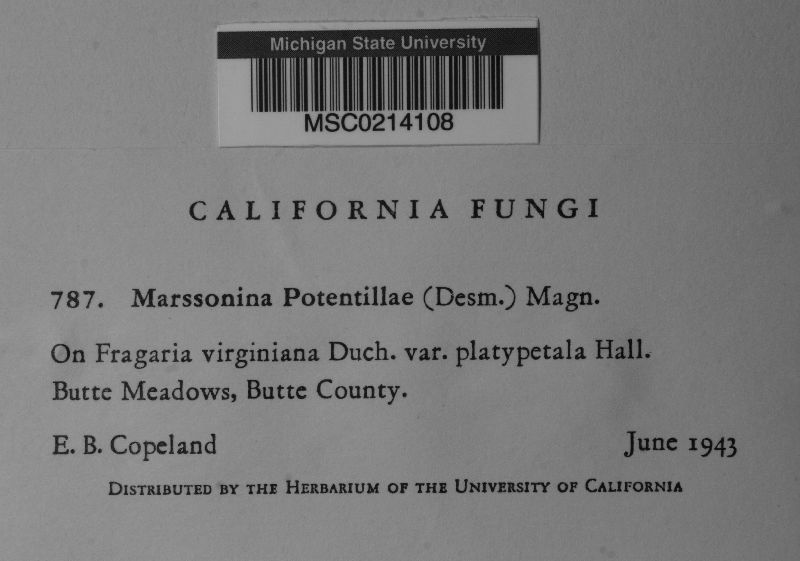 Michigan State University
MSC0214108
CALIFORNIA FUNGI
787. Marssonina Potentillae (Desm.) Magn.
On Fragaria virginiana Duch. var. platypetala Hall.
Butte Meadows, Butte County.
E. B. Copeland June 1943
DISTRIBUTED BY THE HERBARIUM OF THE UNIVERSITY OF CALIFORNIA